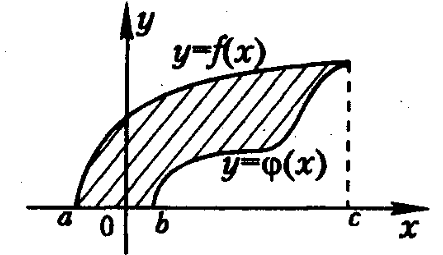 y
y=f(x)
y=φ(x)
a 0 b c x